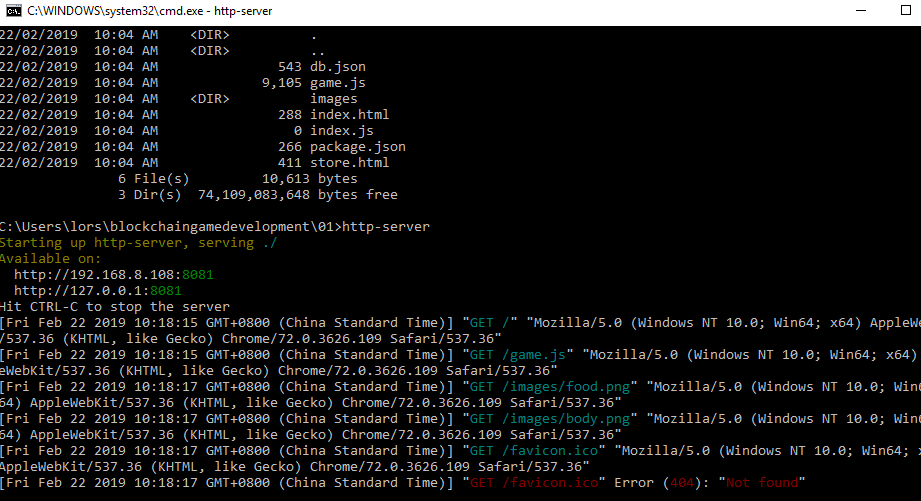 C:\WINDOWS\system32\cmd.exe - http-server
22/02/2019  10:04 AM    <DIR>          .
22/02/2019  10:04 AM    <DIR>          ..
22/02/2019  10:04 AM               543 db.json
22/02/2019  10:04 AM             9,105 game.js
22/02/2019  10:04 AM    <DIR>          images
22/02/2019  10:04 AM               288 index.html
22/02/2019  10:04 AM                 0 index.js
22/02/2019  10:04 AM               266 package.json
22/02/2019  10:04 AM               411 store.html
               6 File(s)         10,613 bytes
               3 Dir(s)  74,109,083,648 bytes free
C:\Users\lors\blockchaingamedevelopment\01>http-server
Starting up http-server, serving ./
Available on:
  http://192.168.8.108:8081
  http://127.0.0.1:8081
Hit CTRL-C to stop the server
[Fri Feb 22 2019 10:18:15 GMT+0800 (China Standard Time)] "GET /" "Mozilla/5.0 (Windows NT 10.0; Win64; x64) AppleW
/537.36 (KHTML, like Gecko) Chrome/72.0.3626.109 Safari/537.36"
[Fri Feb 22 2019 10:18:15 GMT+0800 (China Standard Time)] "GET /game.js" "Mozilla/5.0 (Windows NT 10.0; Win64; x64)
eWebKit/537.36 (KHTML, like Gecko) Chrome/72.0.3626.109 Safari/537.36"
[Fri Feb 22 2019 10:18:17 GMT+0800 (China Standard Time)] "GET /images/food.png" "Mozilla/5.0 (Windows NT 10.0; Win6
64) AppleWebKit/537.36 (KHTML, like Gecko) Chrome/72.0.3626.109 Safari/537.36"
[Fri Feb 22 2019 10:18:17 GMT+0800 (China Standard Time)] "GET /images/body.png" "Mozilla/5.0 (Windows NT 10.0; Win6
64) AppleWebKit/537.36 (KHTML, like Gecko) Chrome/72.0.3626.109 Safari/537.36"
[Fri Feb 22 2019 10:18:17 GMT+0800 (China Standard Time)] "GET /favicon.ico" "Mozilla/5.0 (Windows NT 10.0; Win64; x
AppleWebKit/537.36 (KHTML, like Gecko) Chrome/72.0.3626.109 Safari/537.36"
[Fri Feb 22 2019 10:18:17 GMT+0800 (China Standard Time)] "GET /favicon.ico" Error (404): "Not found"